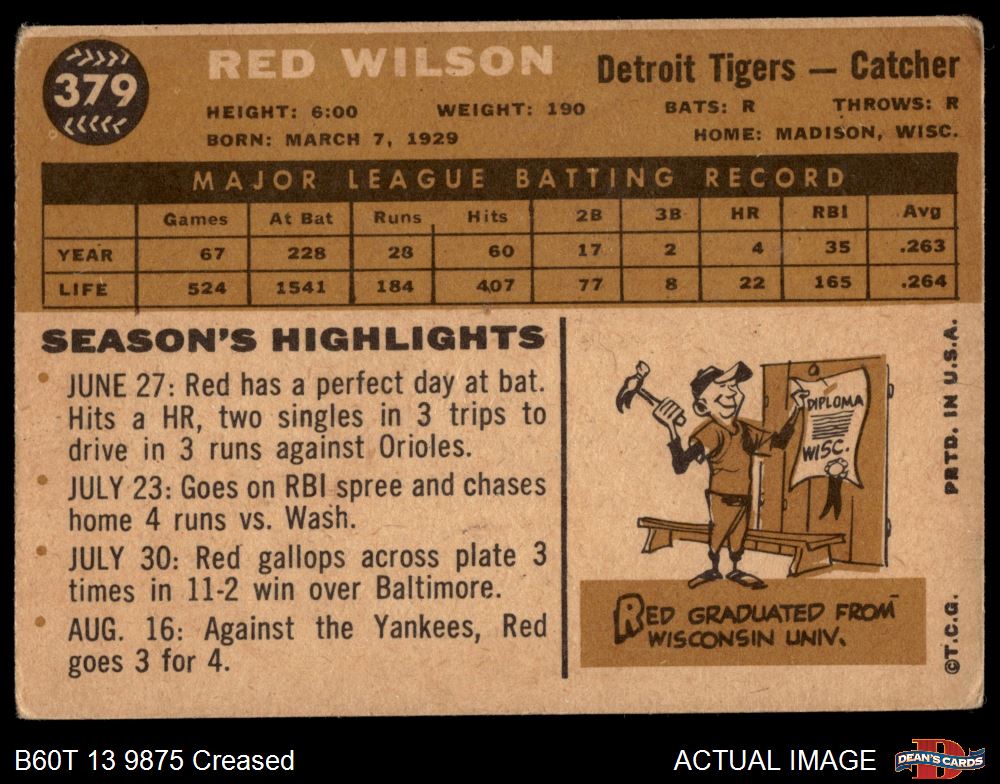 379
RED WILSON
Detroit Tigers — Catcher
HEIGHT: 6:00 WEIGHT: 190 BATS: R THROWS: R
BORN: MARCH 7, 1929 HOME: MADISON, WISC.
MAJOR LEAGUE BATTING RECORD
Games At Bat Runs Hits 2B 3B HR RBI Avg
YEAR 67 228 28 60 17 2 4 35 .263
LIFE 524 1541 184 407 77 8 22 165 .264
SEASON'S HIGHLIGHTS
• JUNE 27: Red has a perfect day at bat.
Hits a HR, two singles in 3 trips to
drive in 3 runs against Orioles.
• JULY 23: Goes on RBI spree and chases
home 4 runs vs. Wash.
• JULY 30: Red gallops across plate 3
times in 11-2 win over Baltimore.
• AUG. 16: Against the Yankees, Red
goes 3 for 4.
DIPLOMA
WISC.
RED GRADUATED FROM
WISCONSIN UNIV.
©T.C.G. PRTD. IN U.S.A.
B60T 13 9875 Creased
ACTUAL IMAGE
DEAN'S CARDS